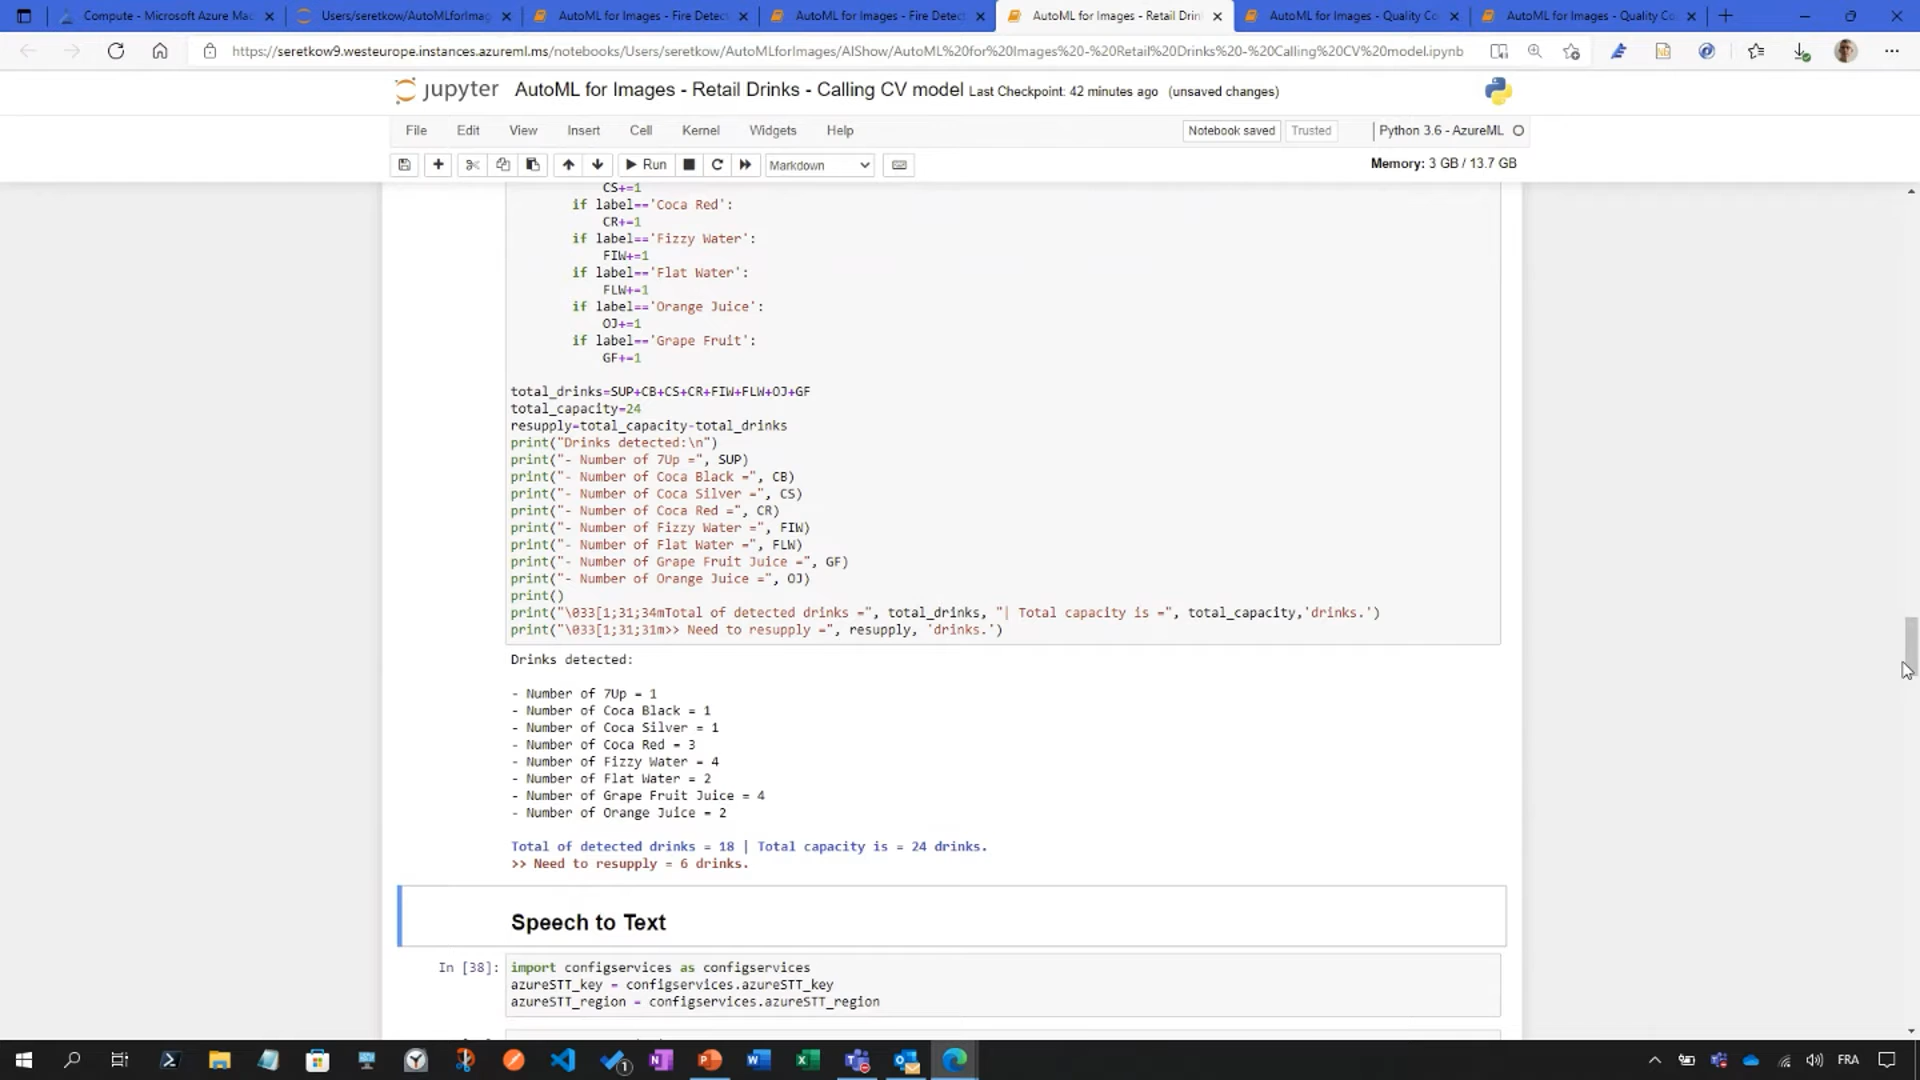 Compute - Microsoft Azure Mac
Users/seretkow/AutoMLforImag
AutoML for Images - Fire Detect
AutoML for Images - Fire Detect
AutoML for Images - Retail Drin
AutoML for Images - Quality Co
AutoML for Images - Quality Co
https://seretkow9.westeurope.instances.azureml.ms/notebooks/Users/seretkow/AutoMLforImages/AIShow/AutoML%20for%20Images%20-%20Retail%20Drinks%20-%20Calling%20CV%20model.ipynb
jupyter AutoML for Images - Retail Drinks - Calling CV model Last Checkpoint: 42 minutes ago (unsaved changes)
File Edit View Insert Cell Kernel Widgets Help Notebook saved Trusted Python 3.6 - AzureML
Run Markdown Memory: 3 GB / 13.7 GB
CS+=1
if label=='Coca Red':
CR+=1
if label=='Fizzy Water':
FIW+=1
if label=='Flat Water':
FLW+=1
if label=='Orange Juice':
OJ+=1
if label=='Grape Fruit':
GF+=1
total_drinks=SUP+CB+CS+CR+FIW+FLW+OJ+GF
total_capacity=24
resupply=total_capacity-total_drinks
print("Drinks detected:\n")
print("- Number of 7Up =", SUP)
print("- Number of Coca Black =", CB)
print("- Number of Coca Silver =", CS)
print("- Number of Coca Red =", CR)
print("- Number of Fizzy Water =", FIW)
print("- Number of Flat Water =", FLW)
print("- Number of Grape Fruit Juice =", GF)
print("- Number of Orange Juice =", OJ)
print()
print("\033[1;31;34mTotal of detected drinks =", total_drinks, "| Total capacity is =", total_capacity,'drinks.')
print("\033[1;31;31m>> Need to resupply =", resupply, 'drinks.')
Drinks detected:
- Number of 7Up = 1
- Number of Coca Black = 1
- Number of Coca Silver = 1
- Number of Coca Red = 3
- Number of Fizzy Water = 4
- Number of Flat Water = 2
- Number of Grape Fruit Juice = 4
- Number of Orange Juice = 2
Total of detected drinks = 18 | Total capacity is = 24 drinks.
>> Need to resupply = 6 drinks.
Speech to Text
In [38]: import configservices as configservices
azureSTT_key = configservices.azureSTT_key
azureSTT_region = configservices.azureSTT_region
FRA